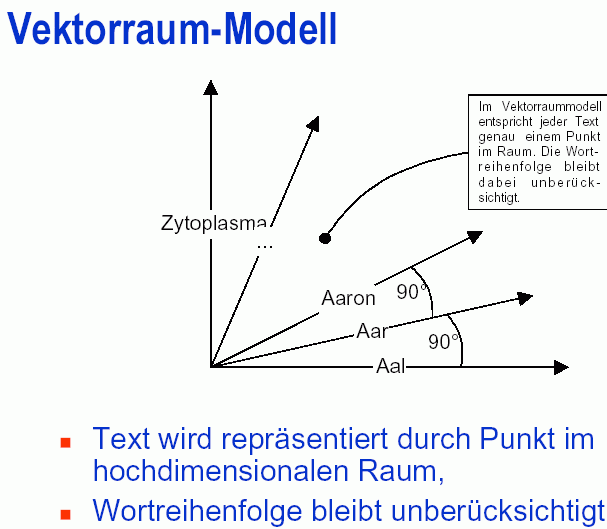 Vektorraum-Modell
Im Vektorraummodell
entspricht jeder Text
genau einem Punkt
im Raum. Die Wort-
reihenfolge bleibt
dabei unberück-
sichtigt.
Zytoplasma
...
Aaron
90°
Aar
90°
Aal
Text wird repräsentiert durch Punkt im
hochdimensionalen Raum,
Wortreihenfolge bleibt unberücksichtigt